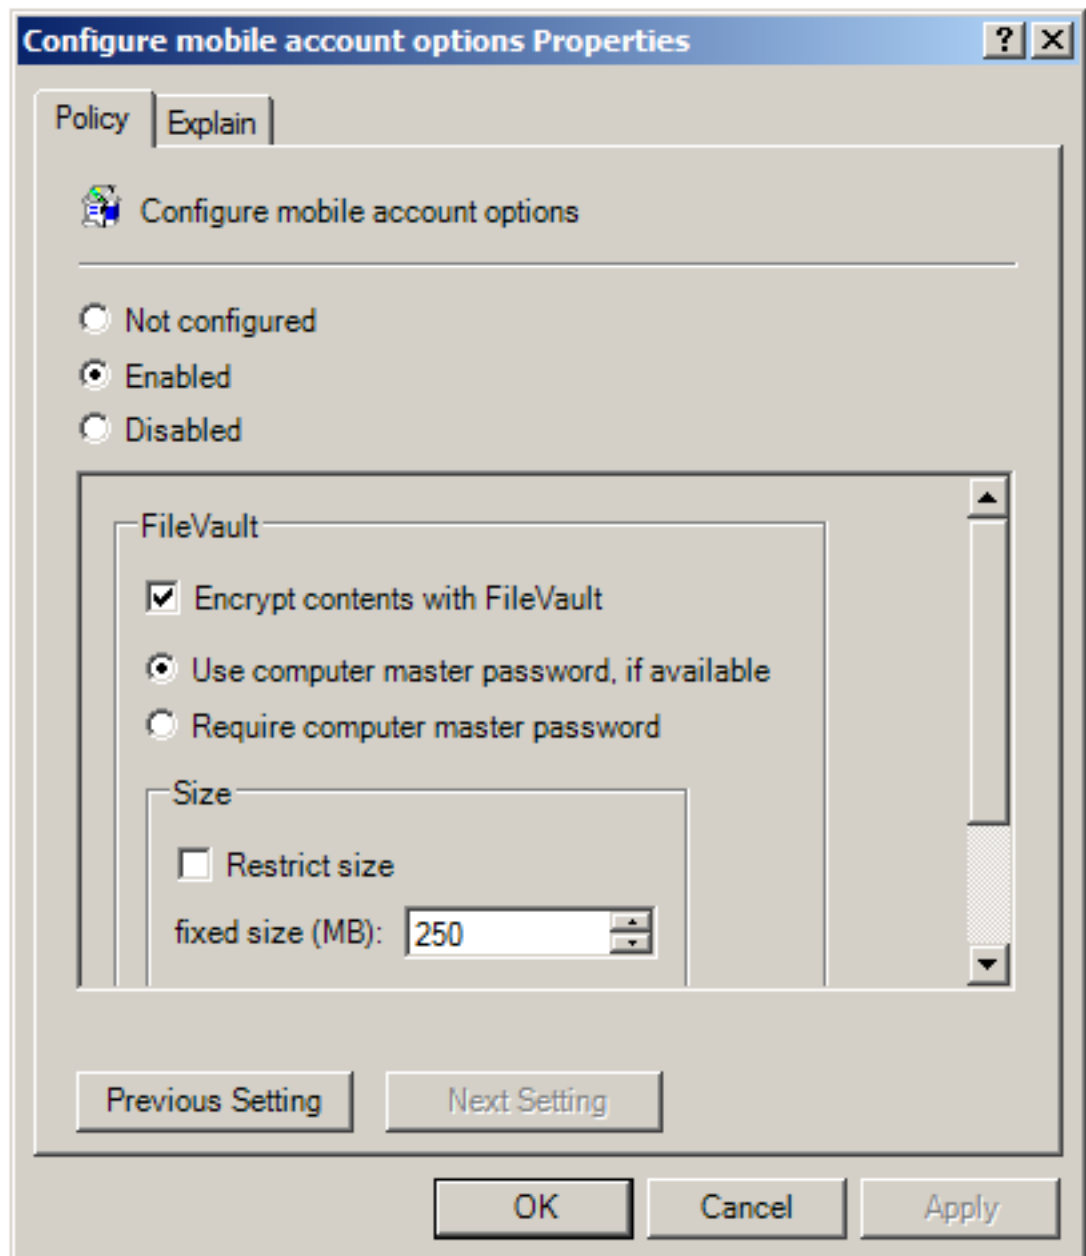 Configure mobile account options Properties
Policy
Explain
Configure mobile account options
Not configured
Enabled
Disabled
FileVault
Encrypt contents with FileVault
Use computer master password, if available
Require computer master password
Size
Restrict size
fixed size (MB): 250
Previous Setting
Next Setting
OK
Cancel
Apply